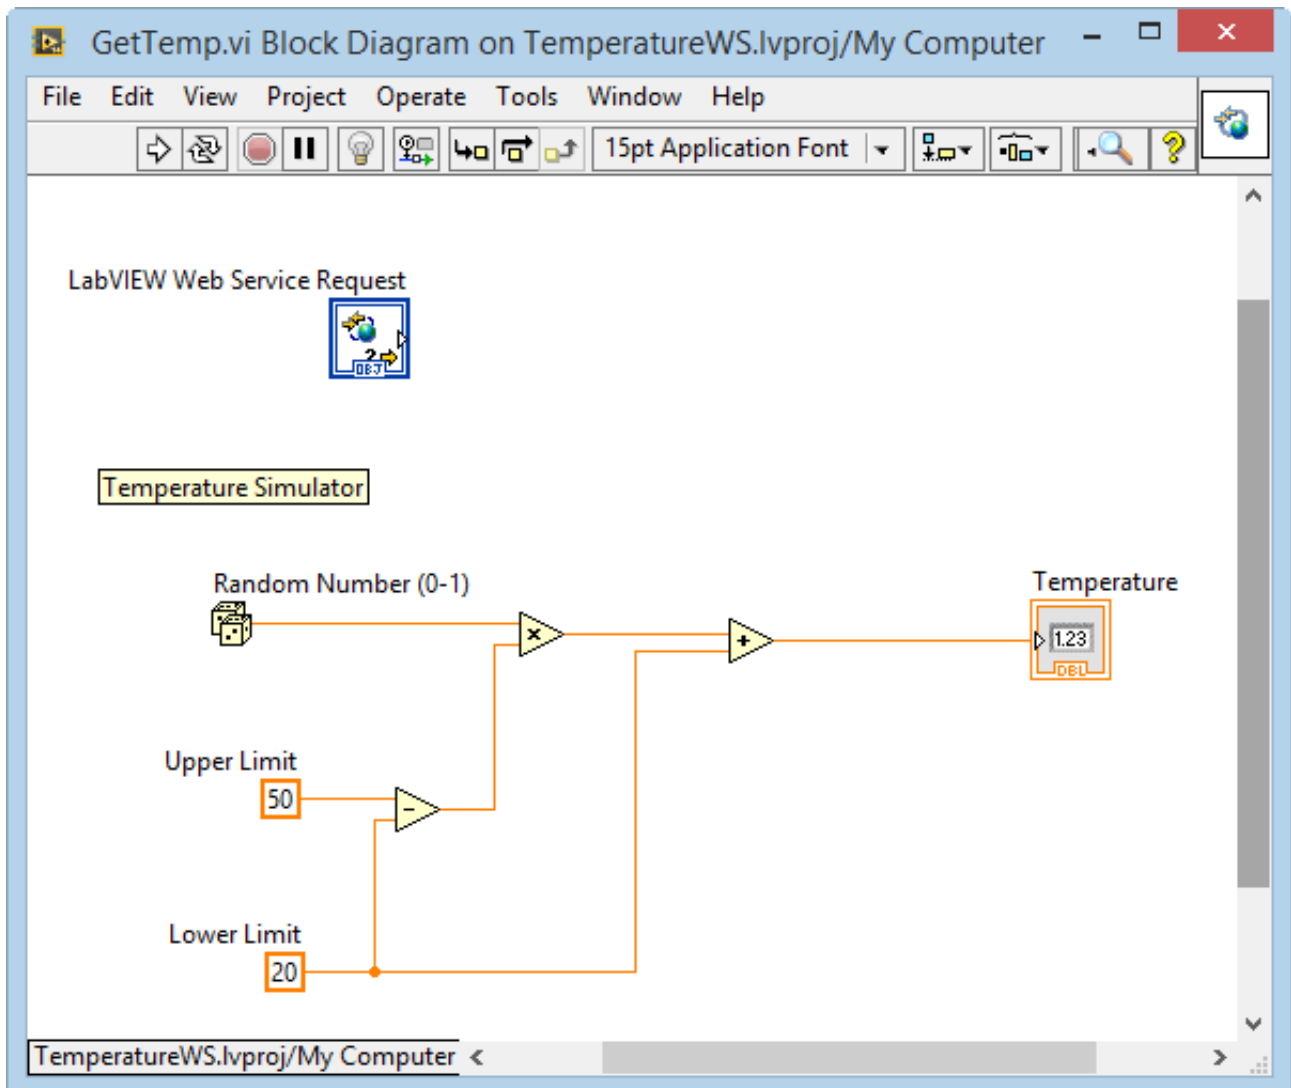 GetTemp.vi Block Diagram on TemperatureWS.lvproj/My Computer
File Edit View Project Operate Tools Window Help
15pt Application Font
LabVIEW Web Service Request
2
OBJ
Temperature Simulator
Random Number (0-1)
Temperature
x
+
1.23
DBL
Upper Limit
50
-
Lower Limit
20
TemperatureWS.lvproj/My Computer